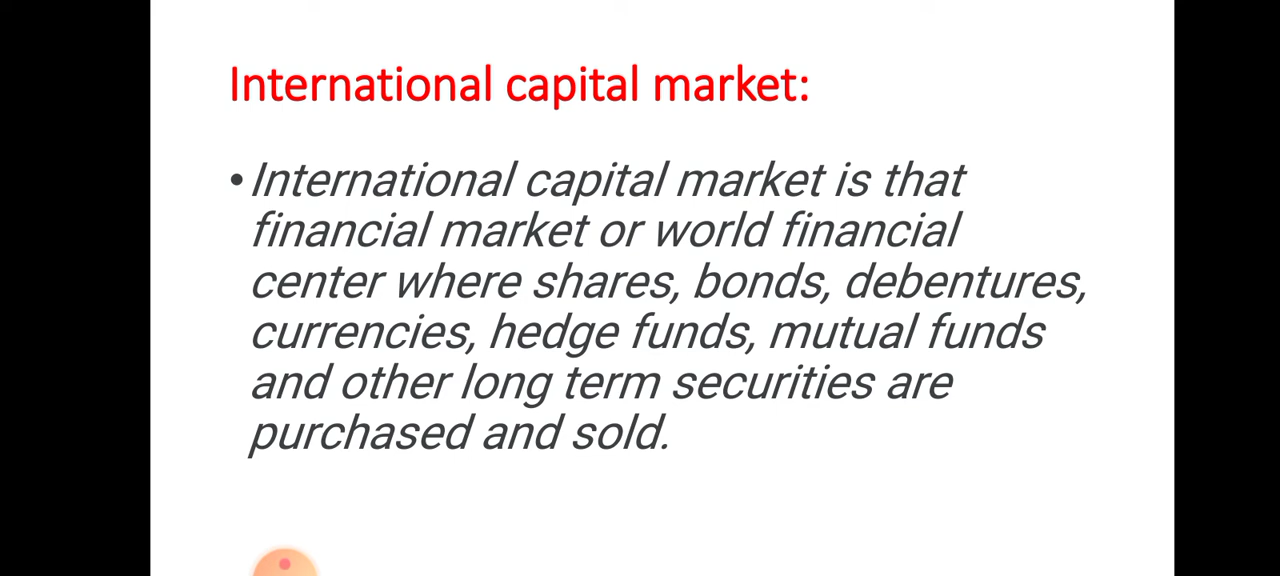 International capital market:
• International capital market is that
financial market or world financial
center where shares, bonds, debentures,
currencies, hedge funds, mutual funds
and other long term securities are
purchased and sold.